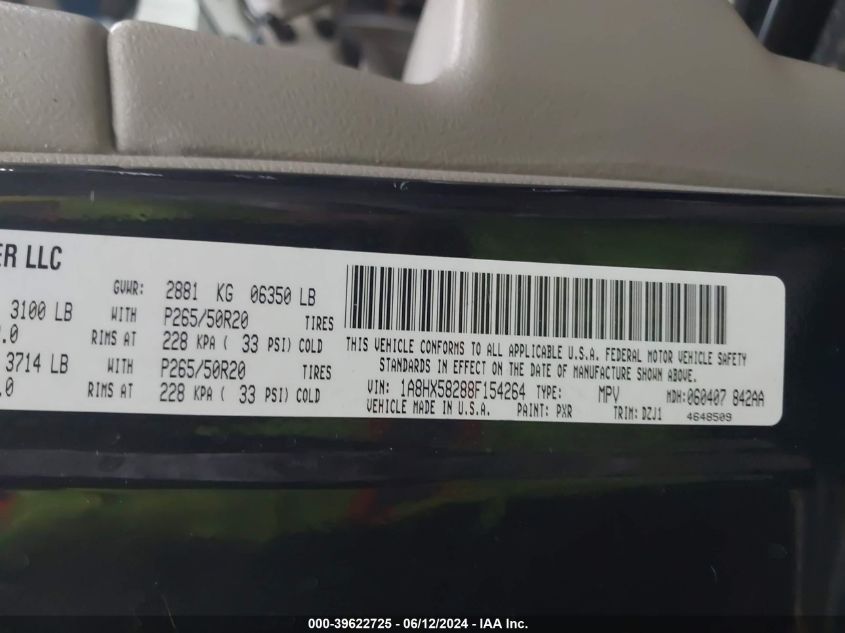 ER LLC
GVWR: 2881 KG 06350 LB
3100 LB WITH P265/50R20 TIRES
.0 RIMS AT 228 KPA ( 33 PSI) COLD
3714 LB WITH P265/50R20 TIRES
.0 RIMS AT 228 KPA ( 33 PSI) COLD
THIS VEHICLE CONFORMS TO ALL APPLICABLE U.S.A. FEDERAL MOTOR VEHICLE SAFETY
STANDARDS IN EFFECT ON THE DATE OF MANUFACTURE SHOWN ABOVE.
VIN: 1A8HX58288F154264 TYPE: MPV MDH: 060407 842AA
VEHICLE MADE IN U.S.A. PAINT: PXR TRIM: DZJ1 4648509
000-39622725 - 06/12/2024 - IAA Inc.